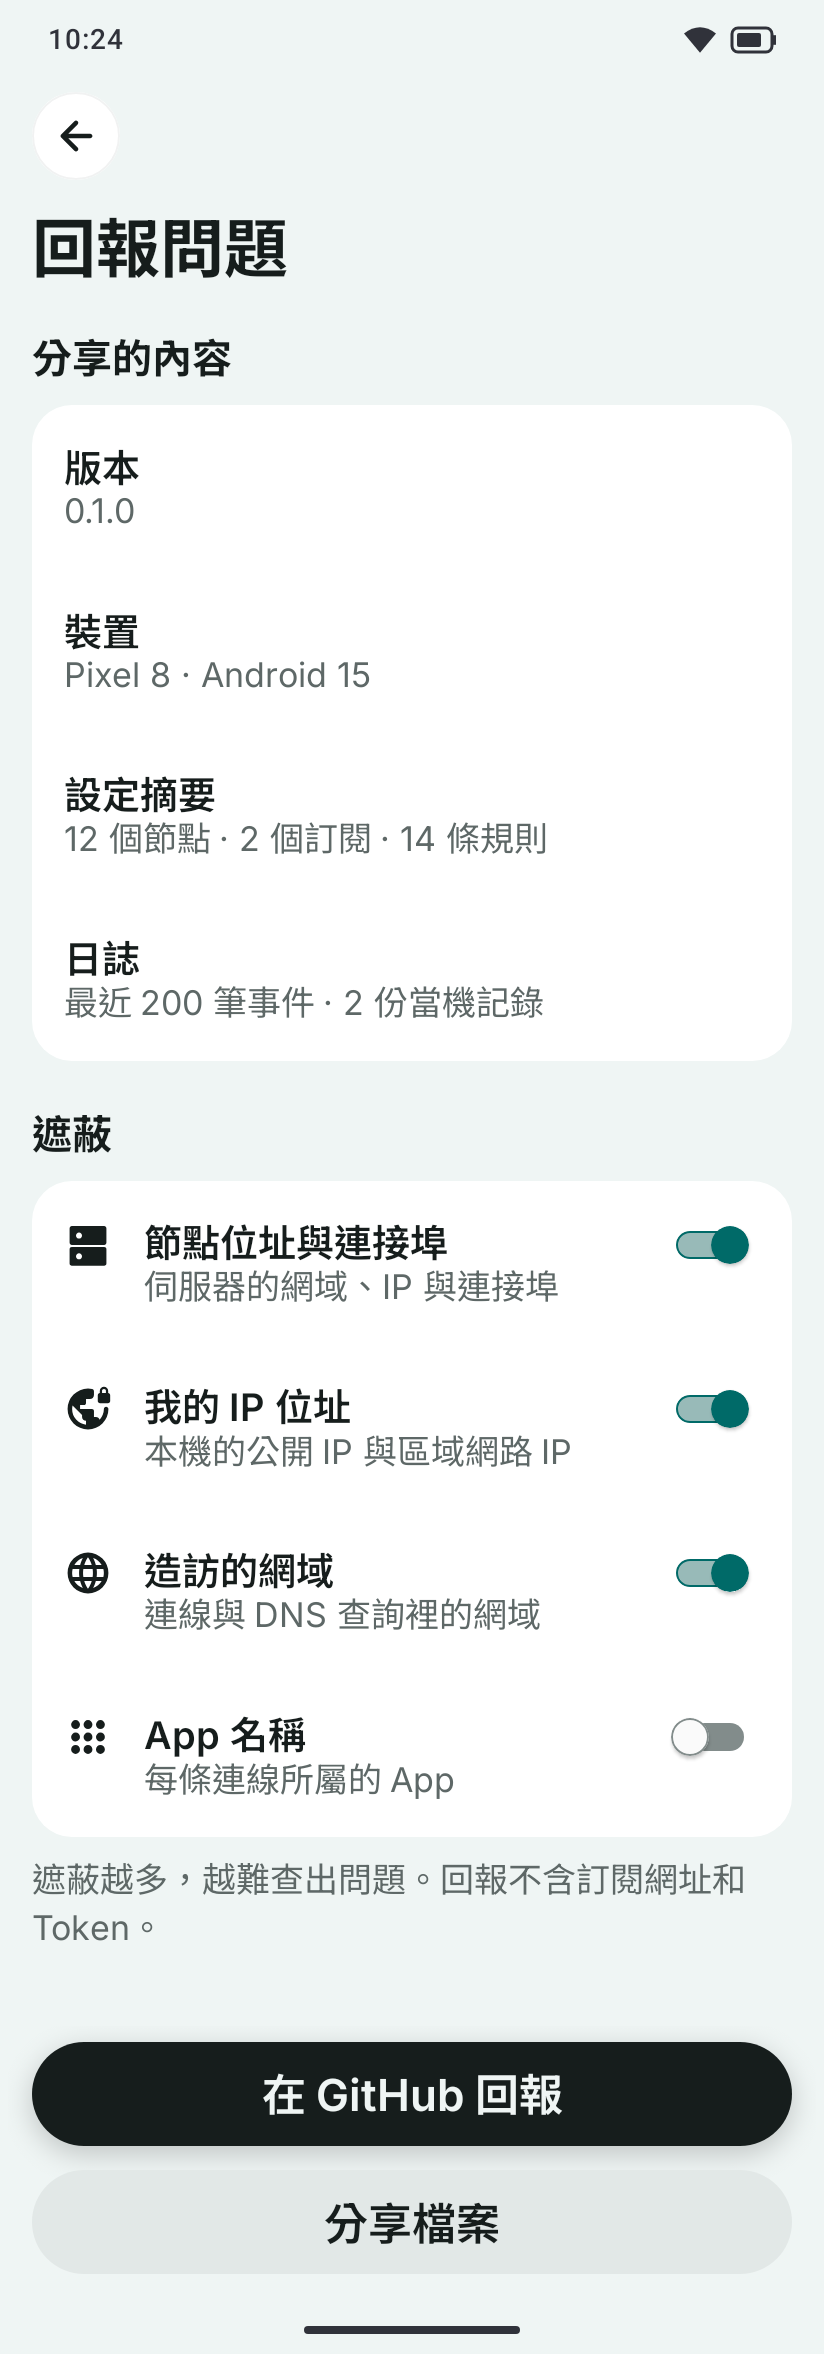 10:24
回報問題
分享的內容
版本
0.1.0
裝置
Pixel 8 · Android 15
設定摘要
12 個節點 · 2 個訂閱 · 14 條規則
日誌
最近 200 筆事件 · 2 份當機記錄
遮蔽
節點位址與連接埠
伺服器的網域、IP 與連接埠
我的 IP 位址
本機的公開 IP 與區域網路 IP
造訪的網域
連線與 DNS 查詢裡的網域
App 名稱
每條連線所屬的 App
遮蔽越多，越難查出問題。回報不含訂閱網址和
Token。
在 GitHub 回報
分享檔案